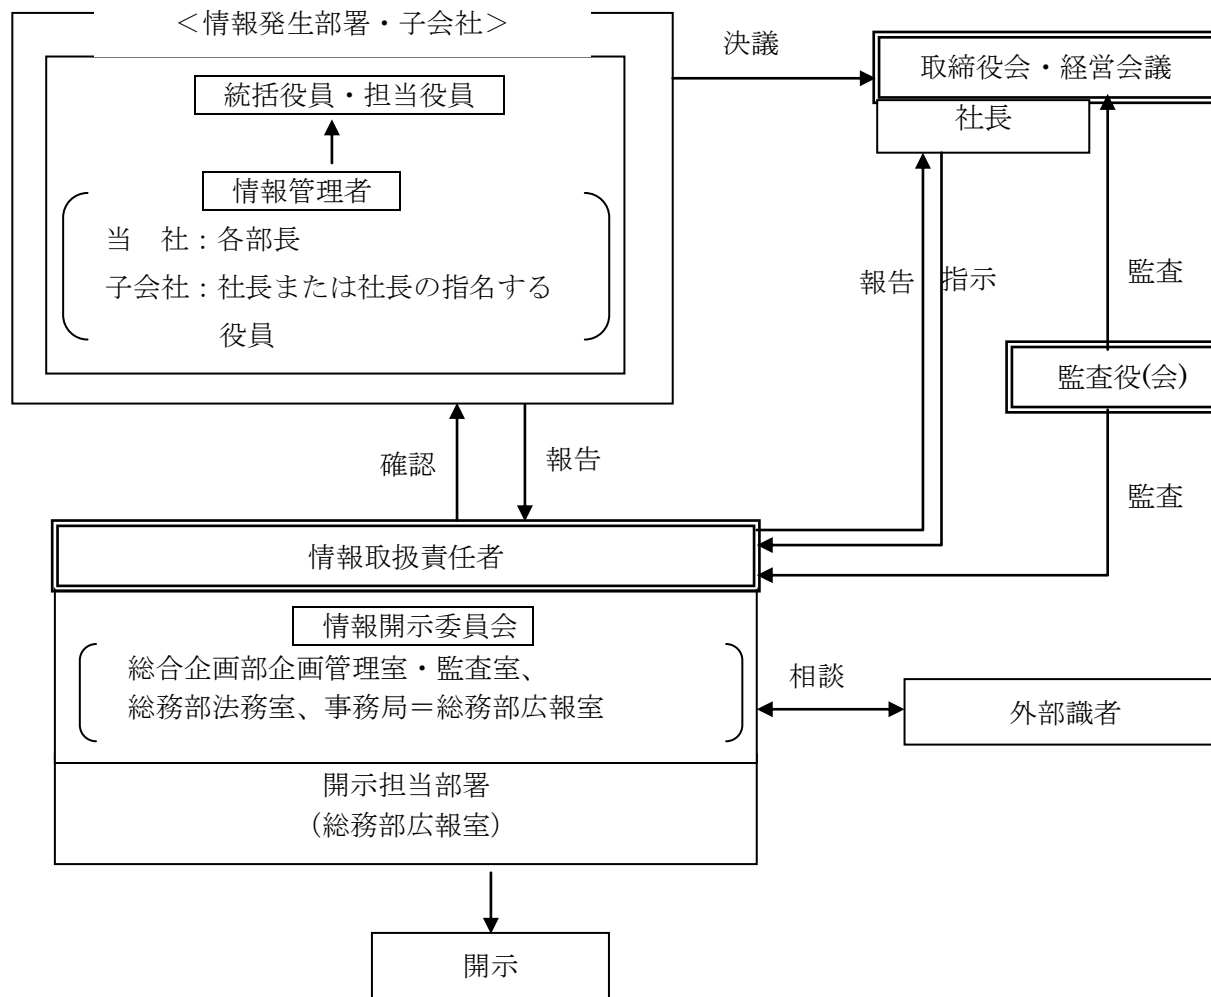 ＜情報発生部署・子会社＞
決議
取締役会・経営会議
社長
統括役員・担当役員
情報管理者
当　社：各部長
子会社：社長または社長の指名する
役員
報告
指示
監査
監査役(会)
確認
報告
監査
情報取扱責任者
情報開示委員会
総合企画部企画管理室・監査室、
総務部法務室、事務局＝総務部広報室
相談
外部識者
開示担当部署
（総務部広報室）
開示